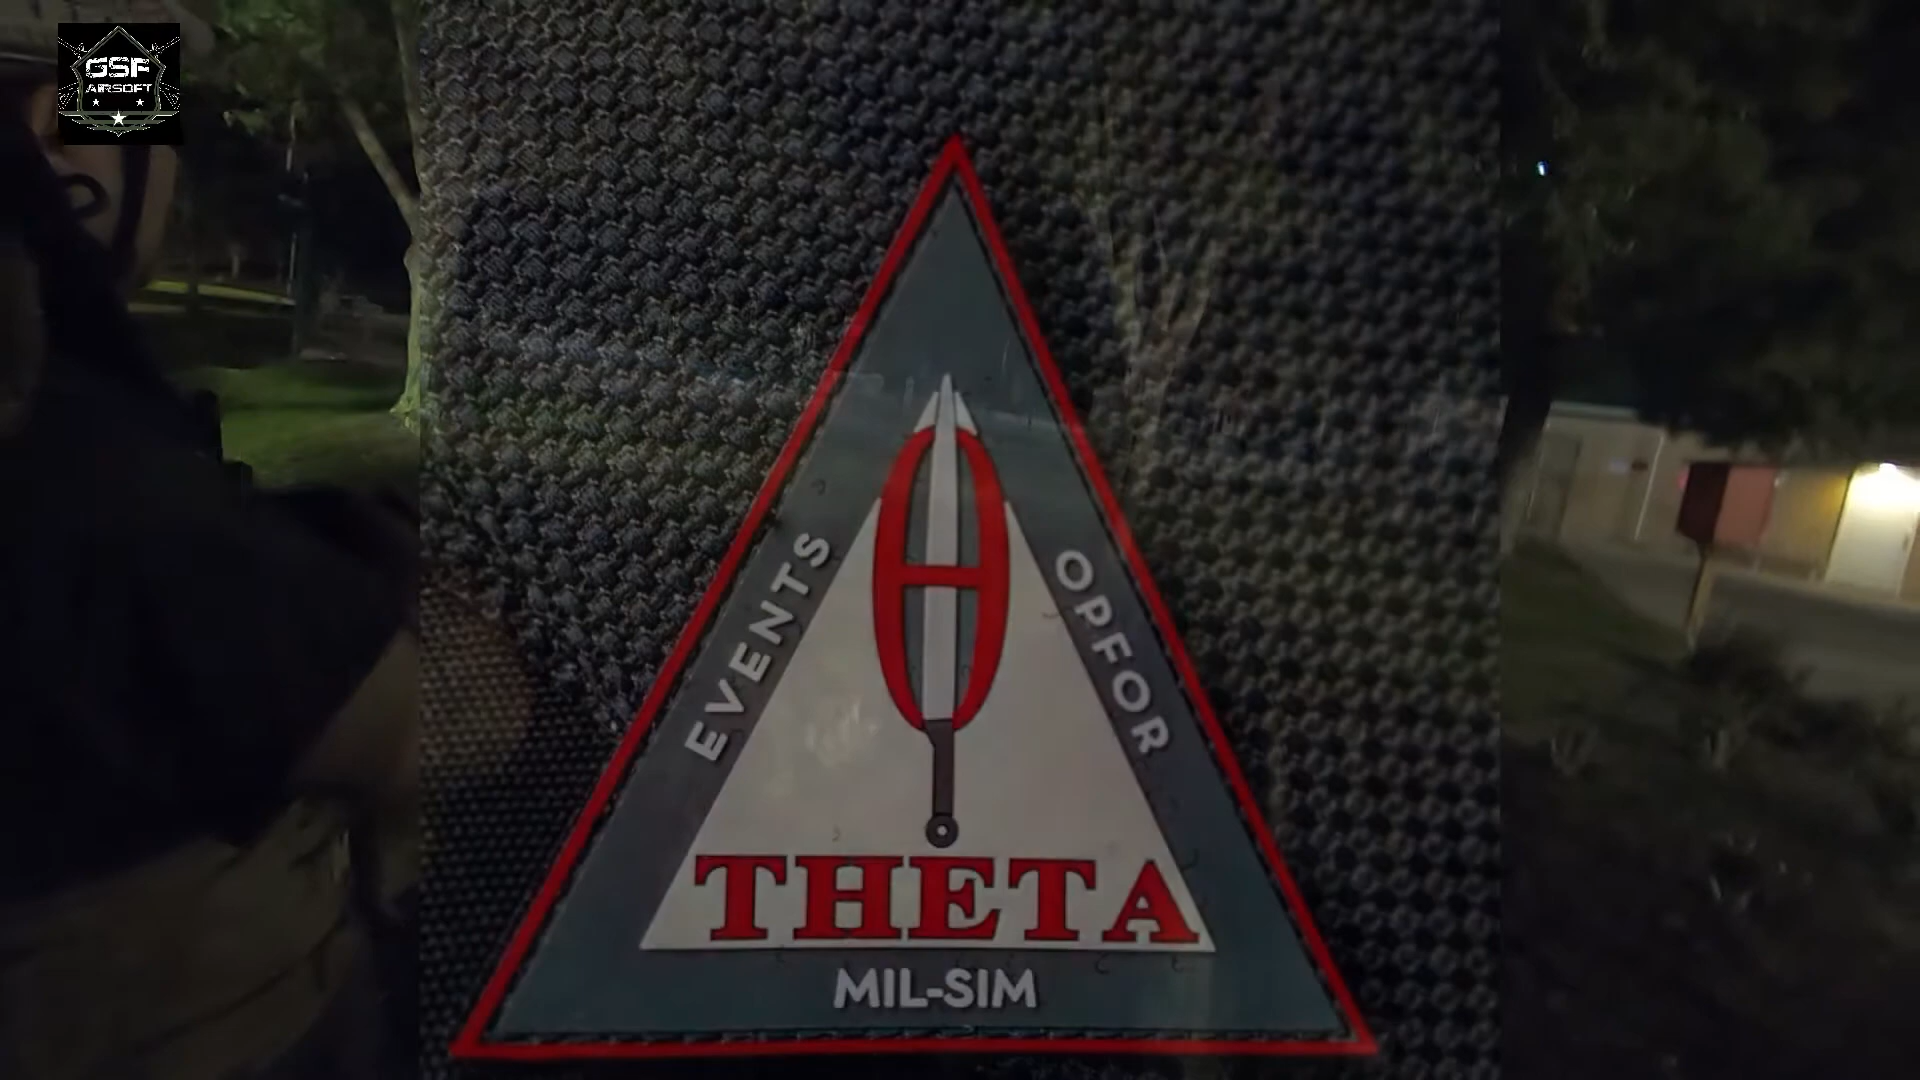 GSF
AIRSOFT
EVENTS
OPFOR
θ
THETA
MIL-SIM